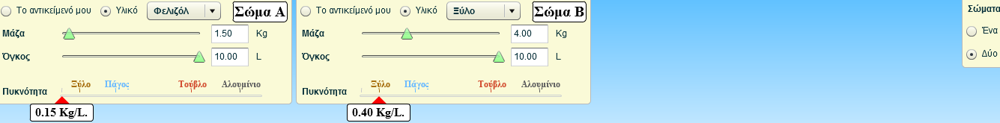 Το αντικείμενό μου Υλικό Φελιζόλ Σώμα Α
Μάζα 1.50 Kg
Όγκος 10.00 L
Ξύλο Πάγος Τούβλο Αλουμίνιο
Πυκνότητα
0.15 Kg/L.
Το αντικείμενό μου Υλικό Ξύλο Σώμα Β
Μάζα 4.00 Kg
Όγκος 10.00 L
Ξύλο Πάγος Τούβλο Αλουμίνιο
Πυκνότητα
0.40 Kg/L.
Σώματα
Ένα
Δύο